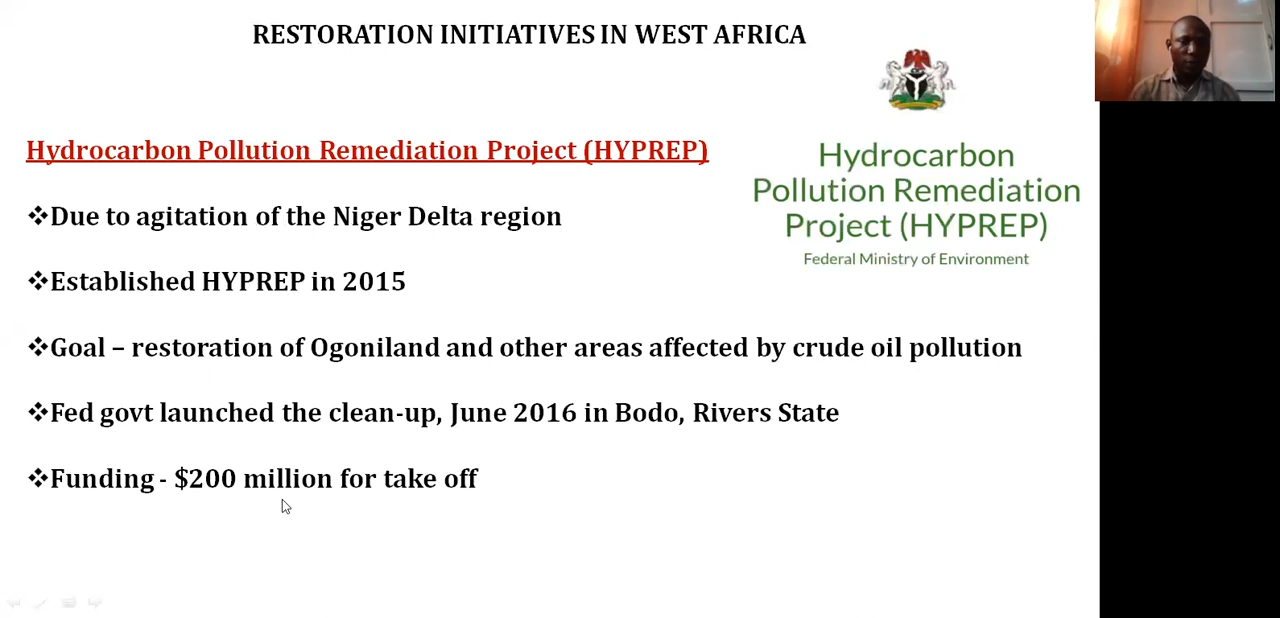 RESTORATION INITIATIVES IN WEST AFRICA
Hydrocarbon Pollution Remediation Project (HYPREP)
❖Due to agitation of the Niger Delta region
❖Established HYPREP in 2015
❖Goal – restoration of Ogoniland and other areas affected by crude oil pollution
❖Fed govt launched the clean-up, June 2016 in Bodo, Rivers State
❖Funding - $200 million for take off
Hydrocarbon
Pollution Remediation
Project (HYPREP)
Federal Ministry of Environment